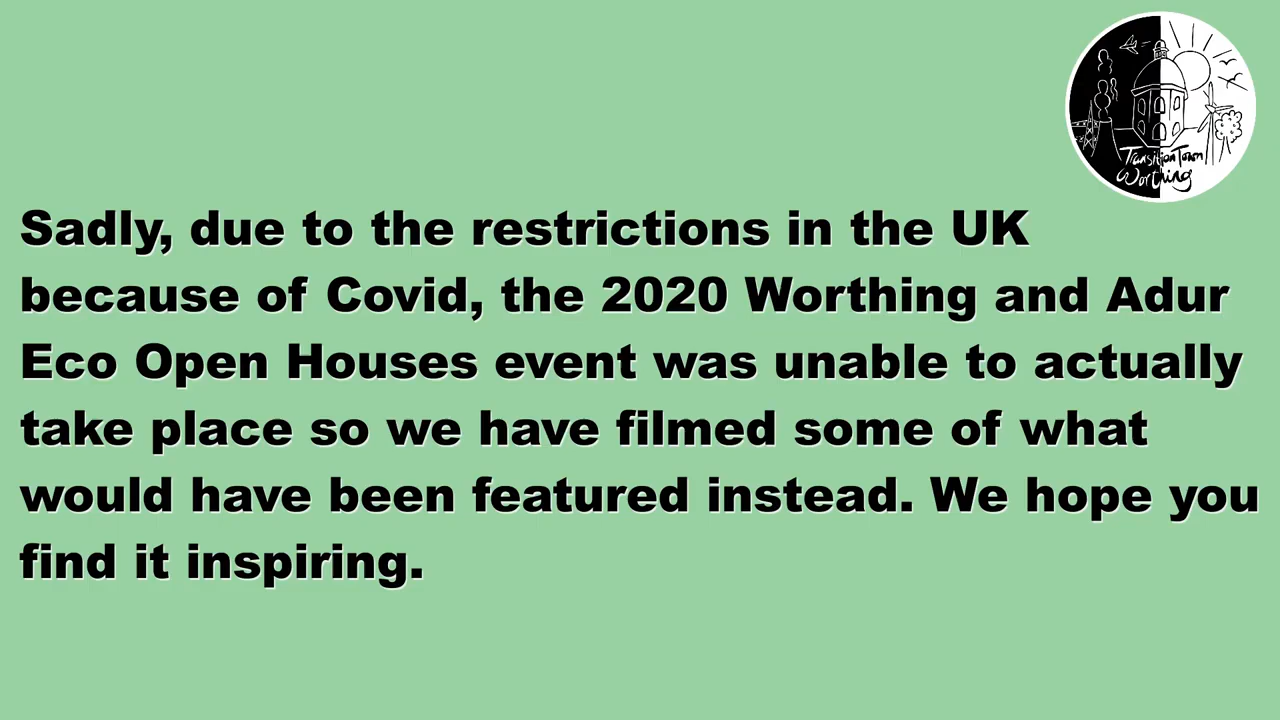 Transition Town
Worthing
Sadly, due to the restrictions in the UK
because of Covid, the 2020 Worthing and Adur
Eco Open Houses event was unable to actually
take place so we have filmed some of what
would have been featured instead. We hope you
find it inspiring.